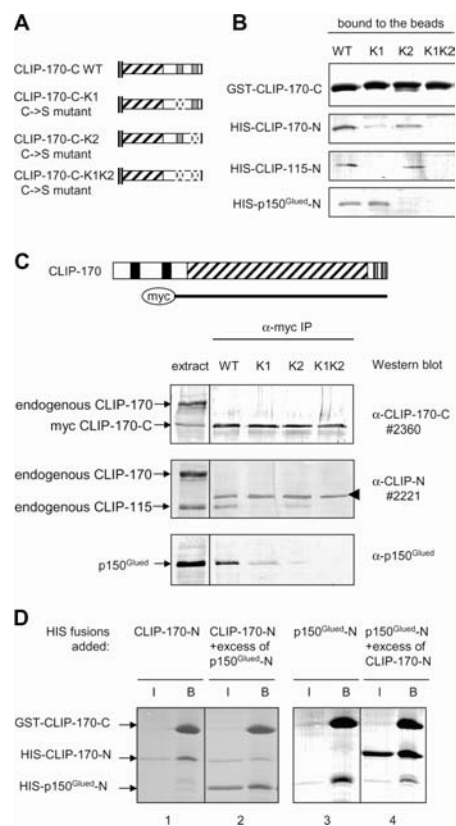 A
CLIP-170-C WT
CLIP-170-C-K1
C->S mutant
CLIP-170-C-K2
C->S mutant
CLIP-170-C-K1K2
C->S mutant
B
bound to the beads
WT K1 K2 K1K2
GST-CLIP-170-C
HIS-CLIP-170-N
HIS-CLIP-115-N
HIS-p150Glued-N
C
CLIP-170
myc
α-myc IP
extract WT K1 K2 K1K2 Western blot
endogenous CLIP-170
myc CLIP-170-C
α-CLIP-170-C
#2360
endogenous CLIP-170
endogenous CLIP-115
α-CLIP-N
#2221
p150Glued
α-p150Glued
D
HIS fusions
added:
CLIP-170-N
CLIP-170-N
+excess of
p150Glued-N
p150Glued-N
p150Glued-N
+excess of
CLIP-170-N
I B I B I B I B
GST-CLIP-170-C
HIS-CLIP-170-N
HIS-p150Glued-N
1 2 3 4